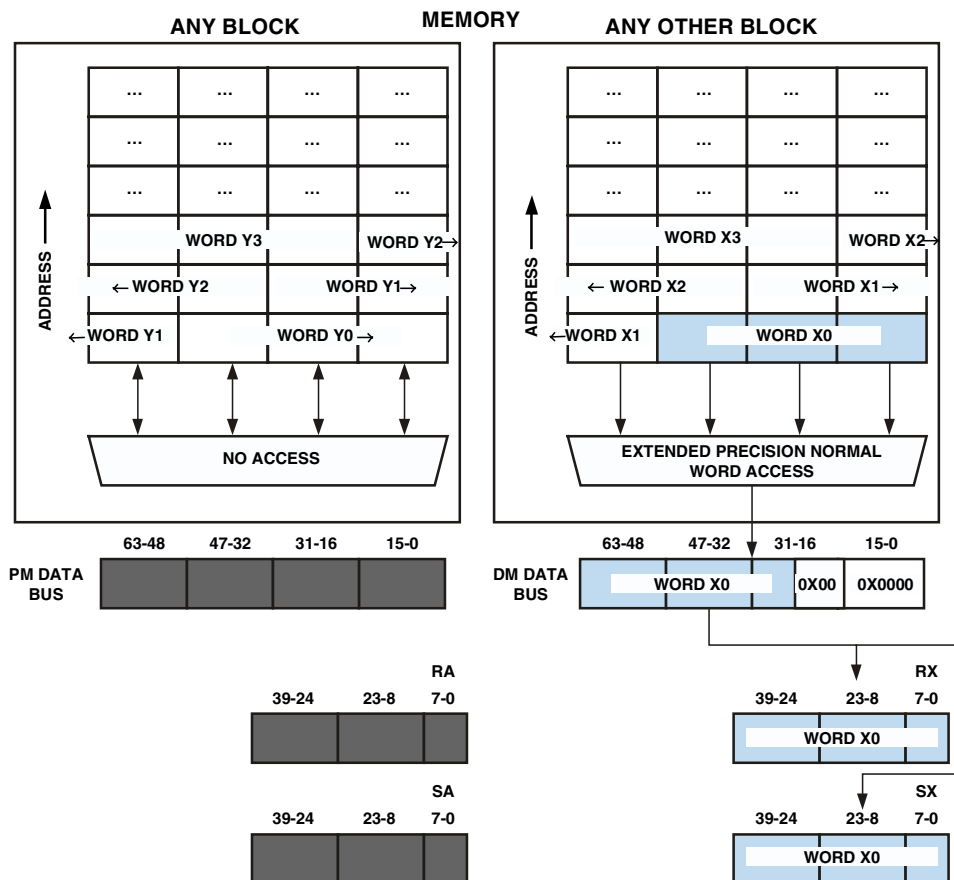 MEMORY
ANY BLOCK
ANY OTHER BLOCK
... ... ... ...
... ... ... ...
... ... ... ...
WORD Y3 WORD Y2→
←WORD Y2 WORD Y1→
←WORD Y1 WORD Y0→
ADDRESS →
NO ACCESS
... ... ... ...
... ... ... ...
... ... ... ...
WORD X3 WORD X2→
←WORD X2 WORD X1→
←WORD X1 WORD X0
ADDRESS →
EXTENDED PRECISION NORMAL
WORD ACCESS
63-48 47-32 31-16 15-0
PM DATA
BUS
63-48 47-32 31-16 15-0
DM DATA
BUS
WORD X0 0X00 0X0000
RA
39-24 23-8 7-0
RX
39-24 23-8 7-0
WORD X0
SA
39-24 23-8 7-0
SX
39-24 23-8 7-0
WORD X0